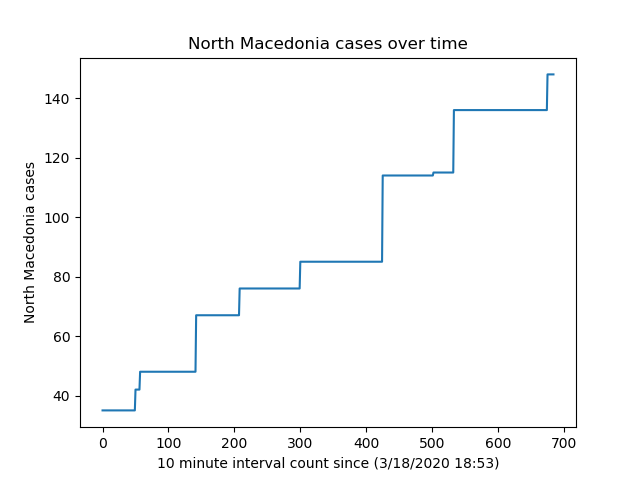 North Macedonia cases over time
North Macedonia cases
140
120
100
80
60
40
0 100 200 300 400 500 600 700
10 minute interval count since (3/18/2020 18:53)